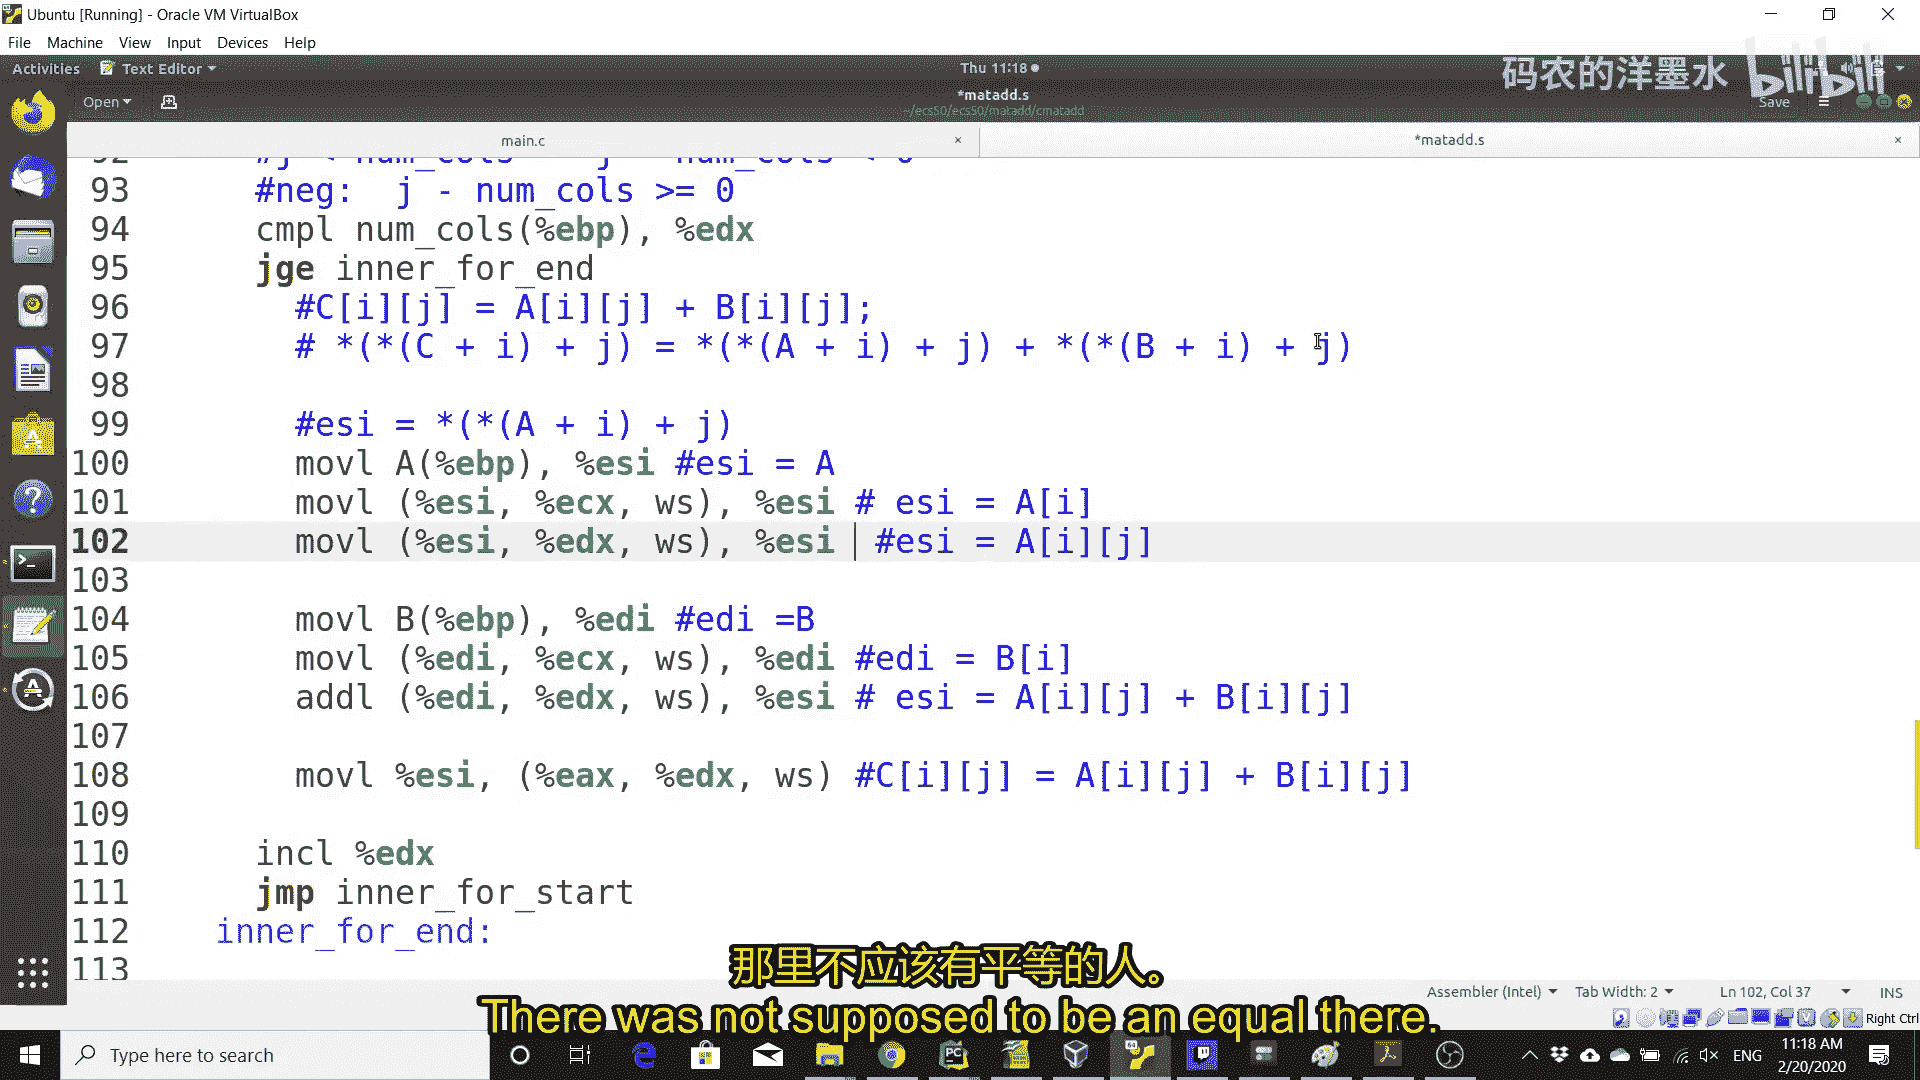 Ubuntu [Running] - Oracle VM VirtualBox
File Machine View Input Devices Help
Activities Text Editor Thu 11:18
码农的洋墨水 bilibili
Open *matadd.s Save
~/ecs50/ecs50/matadd/cmatadd
main.c × *matadd.s ×
93 #neg: j - num_cols >= 0
94 cmpl num_cols(%ebp), %edx
95 jge inner_for_end
96 #C[i][j] = A[i][j] + B[i][j];
97 # *(*(C + i) + j) = *(*(A + i) + j) + *(*(B + i) + j)
98
99 #esi = *(*(A + i) + j)
100 movl A(%ebp), %esi #esi = A
101 movl (%esi, %ecx, ws), %esi # esi = A[i]
102 movl (%esi, %edx, ws), %esi #esi = A[i][j]
103
104 movl B(%ebp), %edi #edi =B
105 movl (%edi, %ecx, ws), %edi #edi = B[i]
106 addl (%edi, %edx, ws), %esi # esi = A[i][j] + B[i][j]
107
108 movl %esi, (%eax, %edx, ws) #C[i][j] = A[i][j] + B[i][j]
109
110 incl %edx
111 jmp inner_for_start
112 inner_for_end:
113
那里不应该有平等的人。
Assembler (Intel) Tab Width: 2 Ln 102, Col 37 INS
There was not supposed to be an equal there.
Right Ctrl
Type here to search
ENG 11:18 AM
2/20/2020